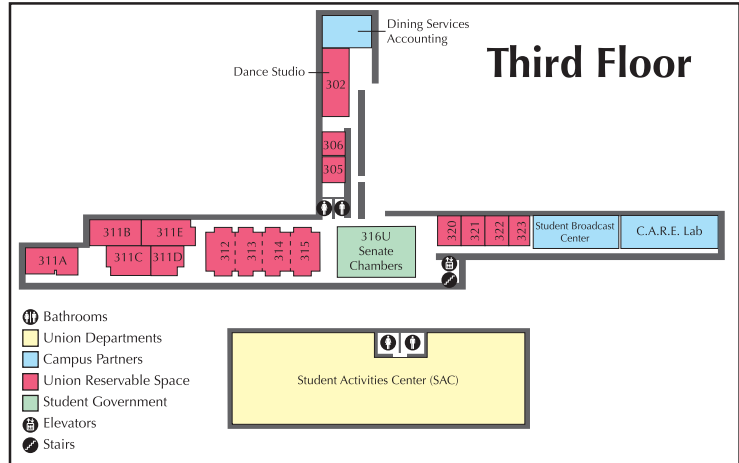 Dining Services
Accounting
Third Floor
Dance Studio
302
306
305
311A
311B
311E
311C
311D
312
313
314
315
316U
Senate
Chambers
320
321
322
323
Student Broadcast
Center
C.A.R.E. Lab
Bathrooms
Union Departments
Campus Partners
Union Reservable Space
Student Government
Elevators
Stairs
Student Activities Center (SAC)